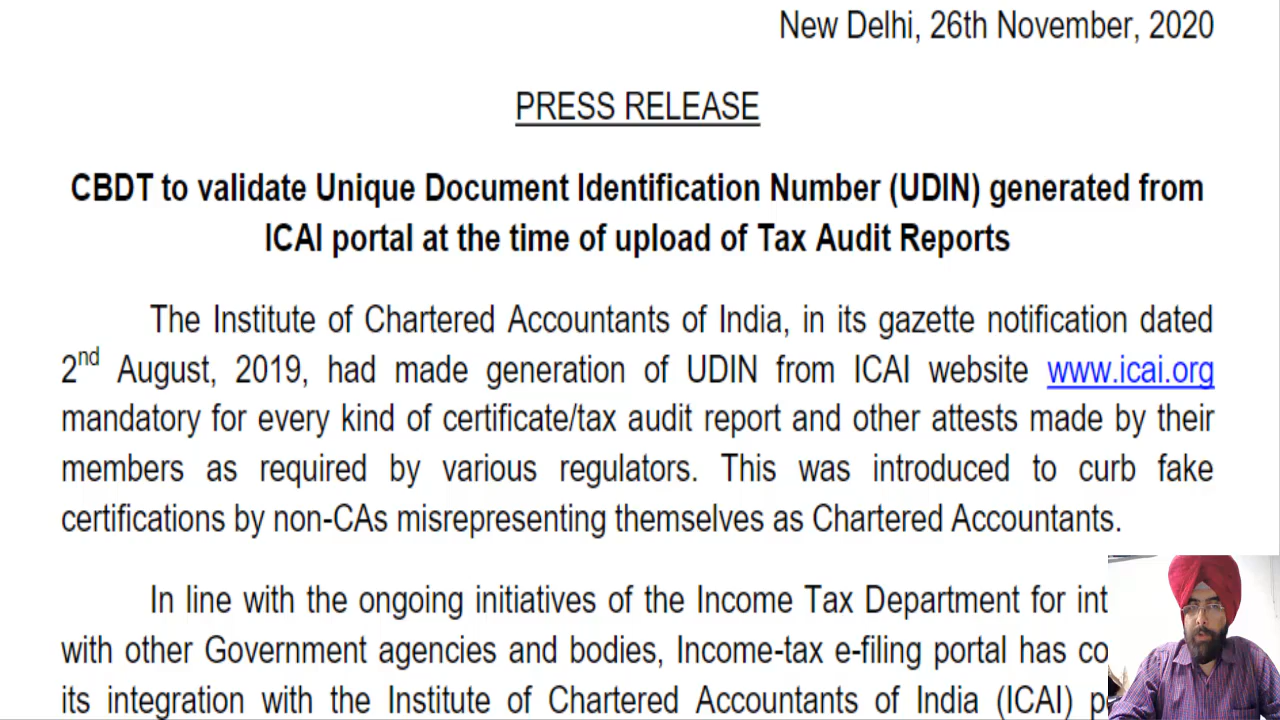 New Delhi, 26th November, 2020
PRESS RELEASE
CBDT to validate Unique Document Identification Number (UDIN) generated from
ICAI portal at the time of upload of Tax Audit Reports
The Institute of Chartered Accountants of India, in its gazette notification dated
2nd August, 2019, had made generation of UDIN from ICAI website www.icai.org
mandatory for every kind of certificate/tax audit report and other attests made by their
members as required by various regulators. This was introduced to curb fake
certifications by non-CAs misrepresenting themselves as Chartered Accountants.
In line with the ongoing initiatives of the Income Tax Department for
with other Government agencies and bodies, Income-tax e-filing portal has
its integration with the Institute of Chartered Accountants of India (ICAI)